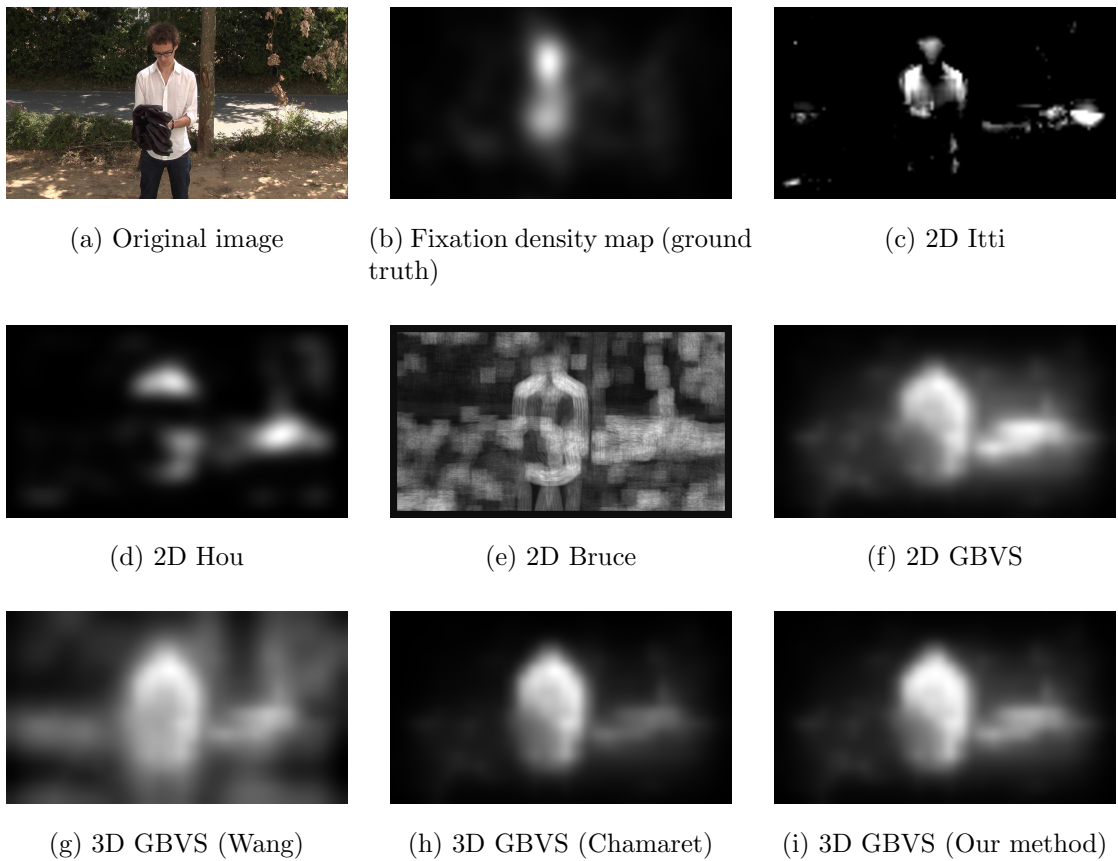 (a) Original image
(b) Fixation density map (ground
truth)
(c) 2D Itti
(d) 2D Hou
(e) 2D Bruce
(f) 2D GBVS
(g) 3D GBVS (Wang)
(h) 3D GBVS (Chamaret)
(i) 3D GBVS (Our method)